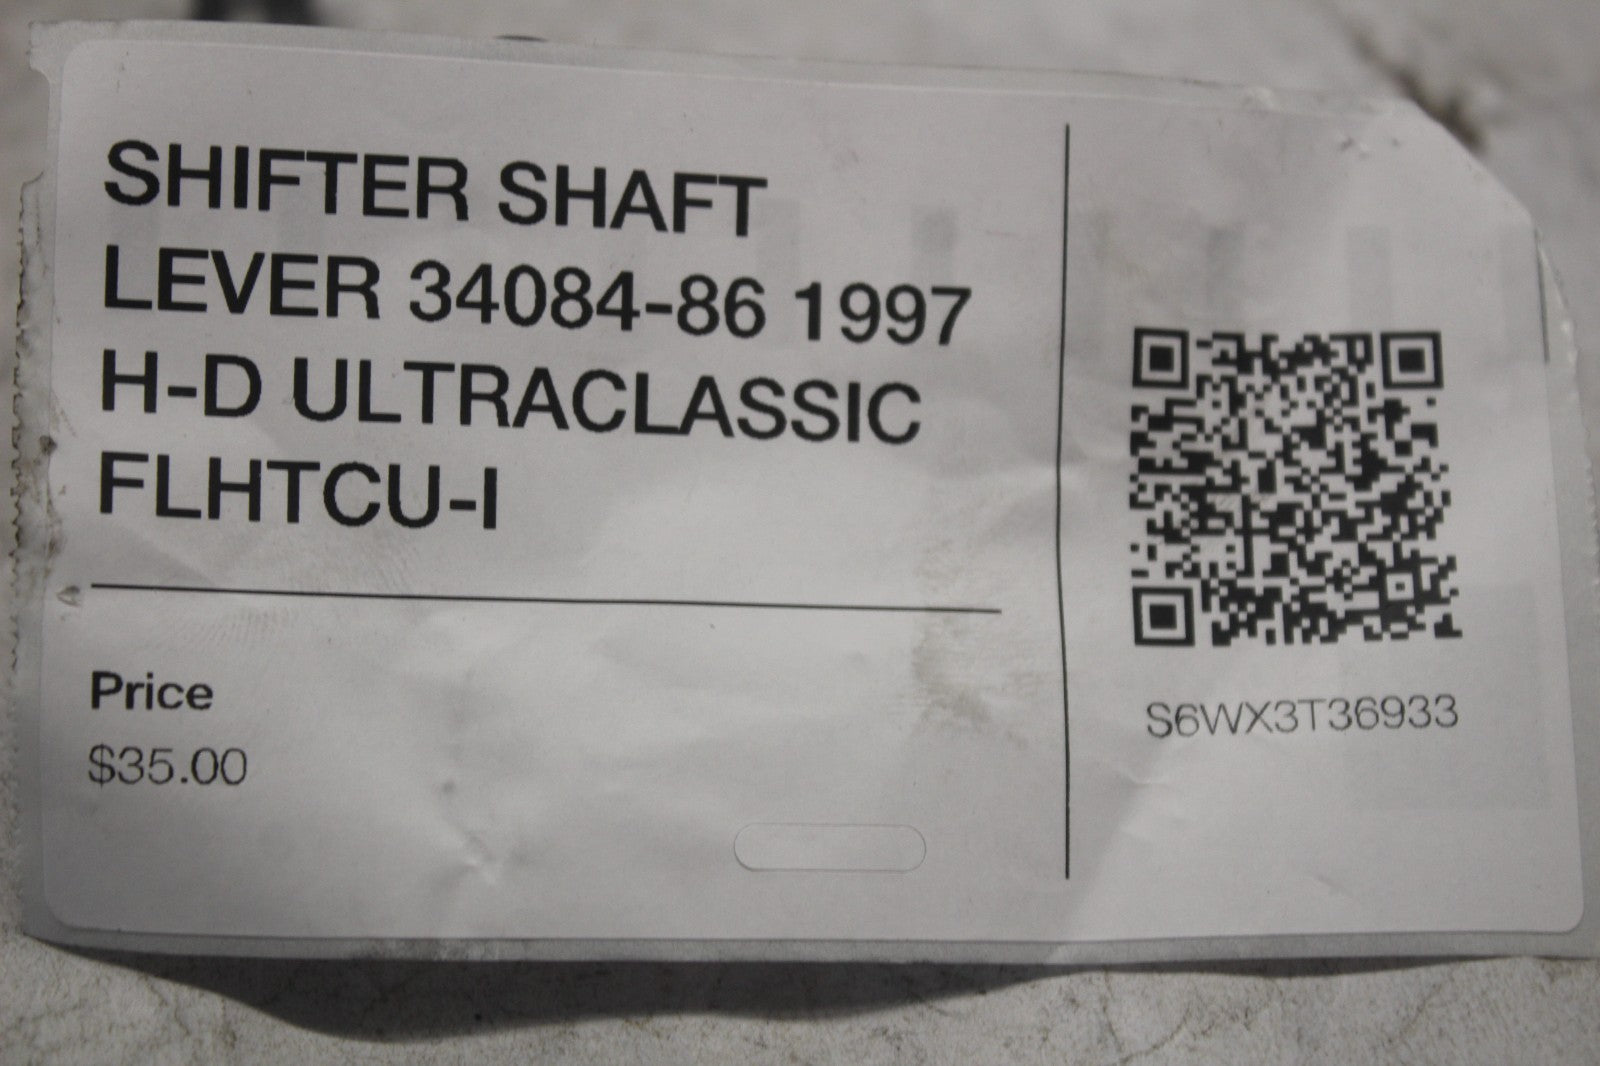 SHIFTER SHAFT
LEVER 34084-86 1997
H-D ULTRACLASSIC
FLHTCU-I
Price
$35.00
S6WX3T36933